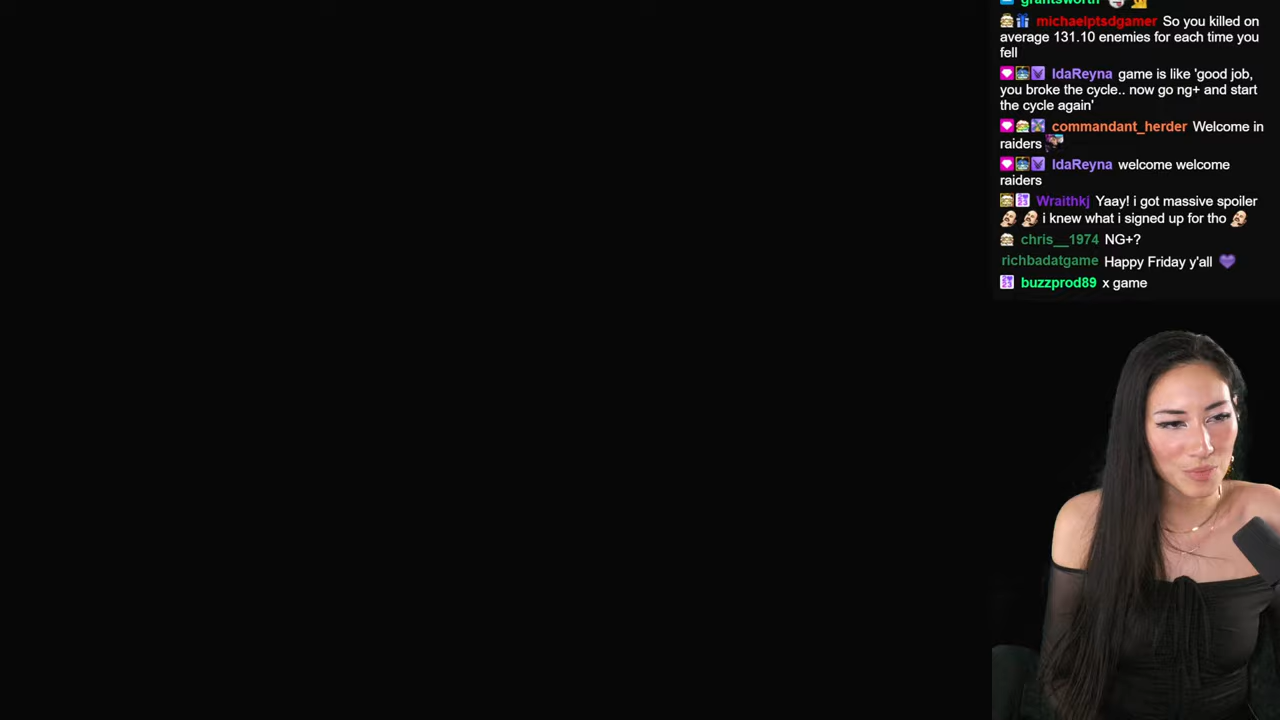 grantsworth
michaelptsdgamer So you killed on
average 131.10 enemies for each time you
fell
IdaReyna game is like 'good job,
you broke the cycle.. now go ng+ and start
the cycle again'
commandant_herder Welcome in
raiders
IdaReyna welcome welcome
raiders
Wraithkj Yaay! i got massive spoiler
i knew what i signed up for tho
chris__1974 NG+?
richbadatgame Happy Friday y'all
buzzprod89 x game